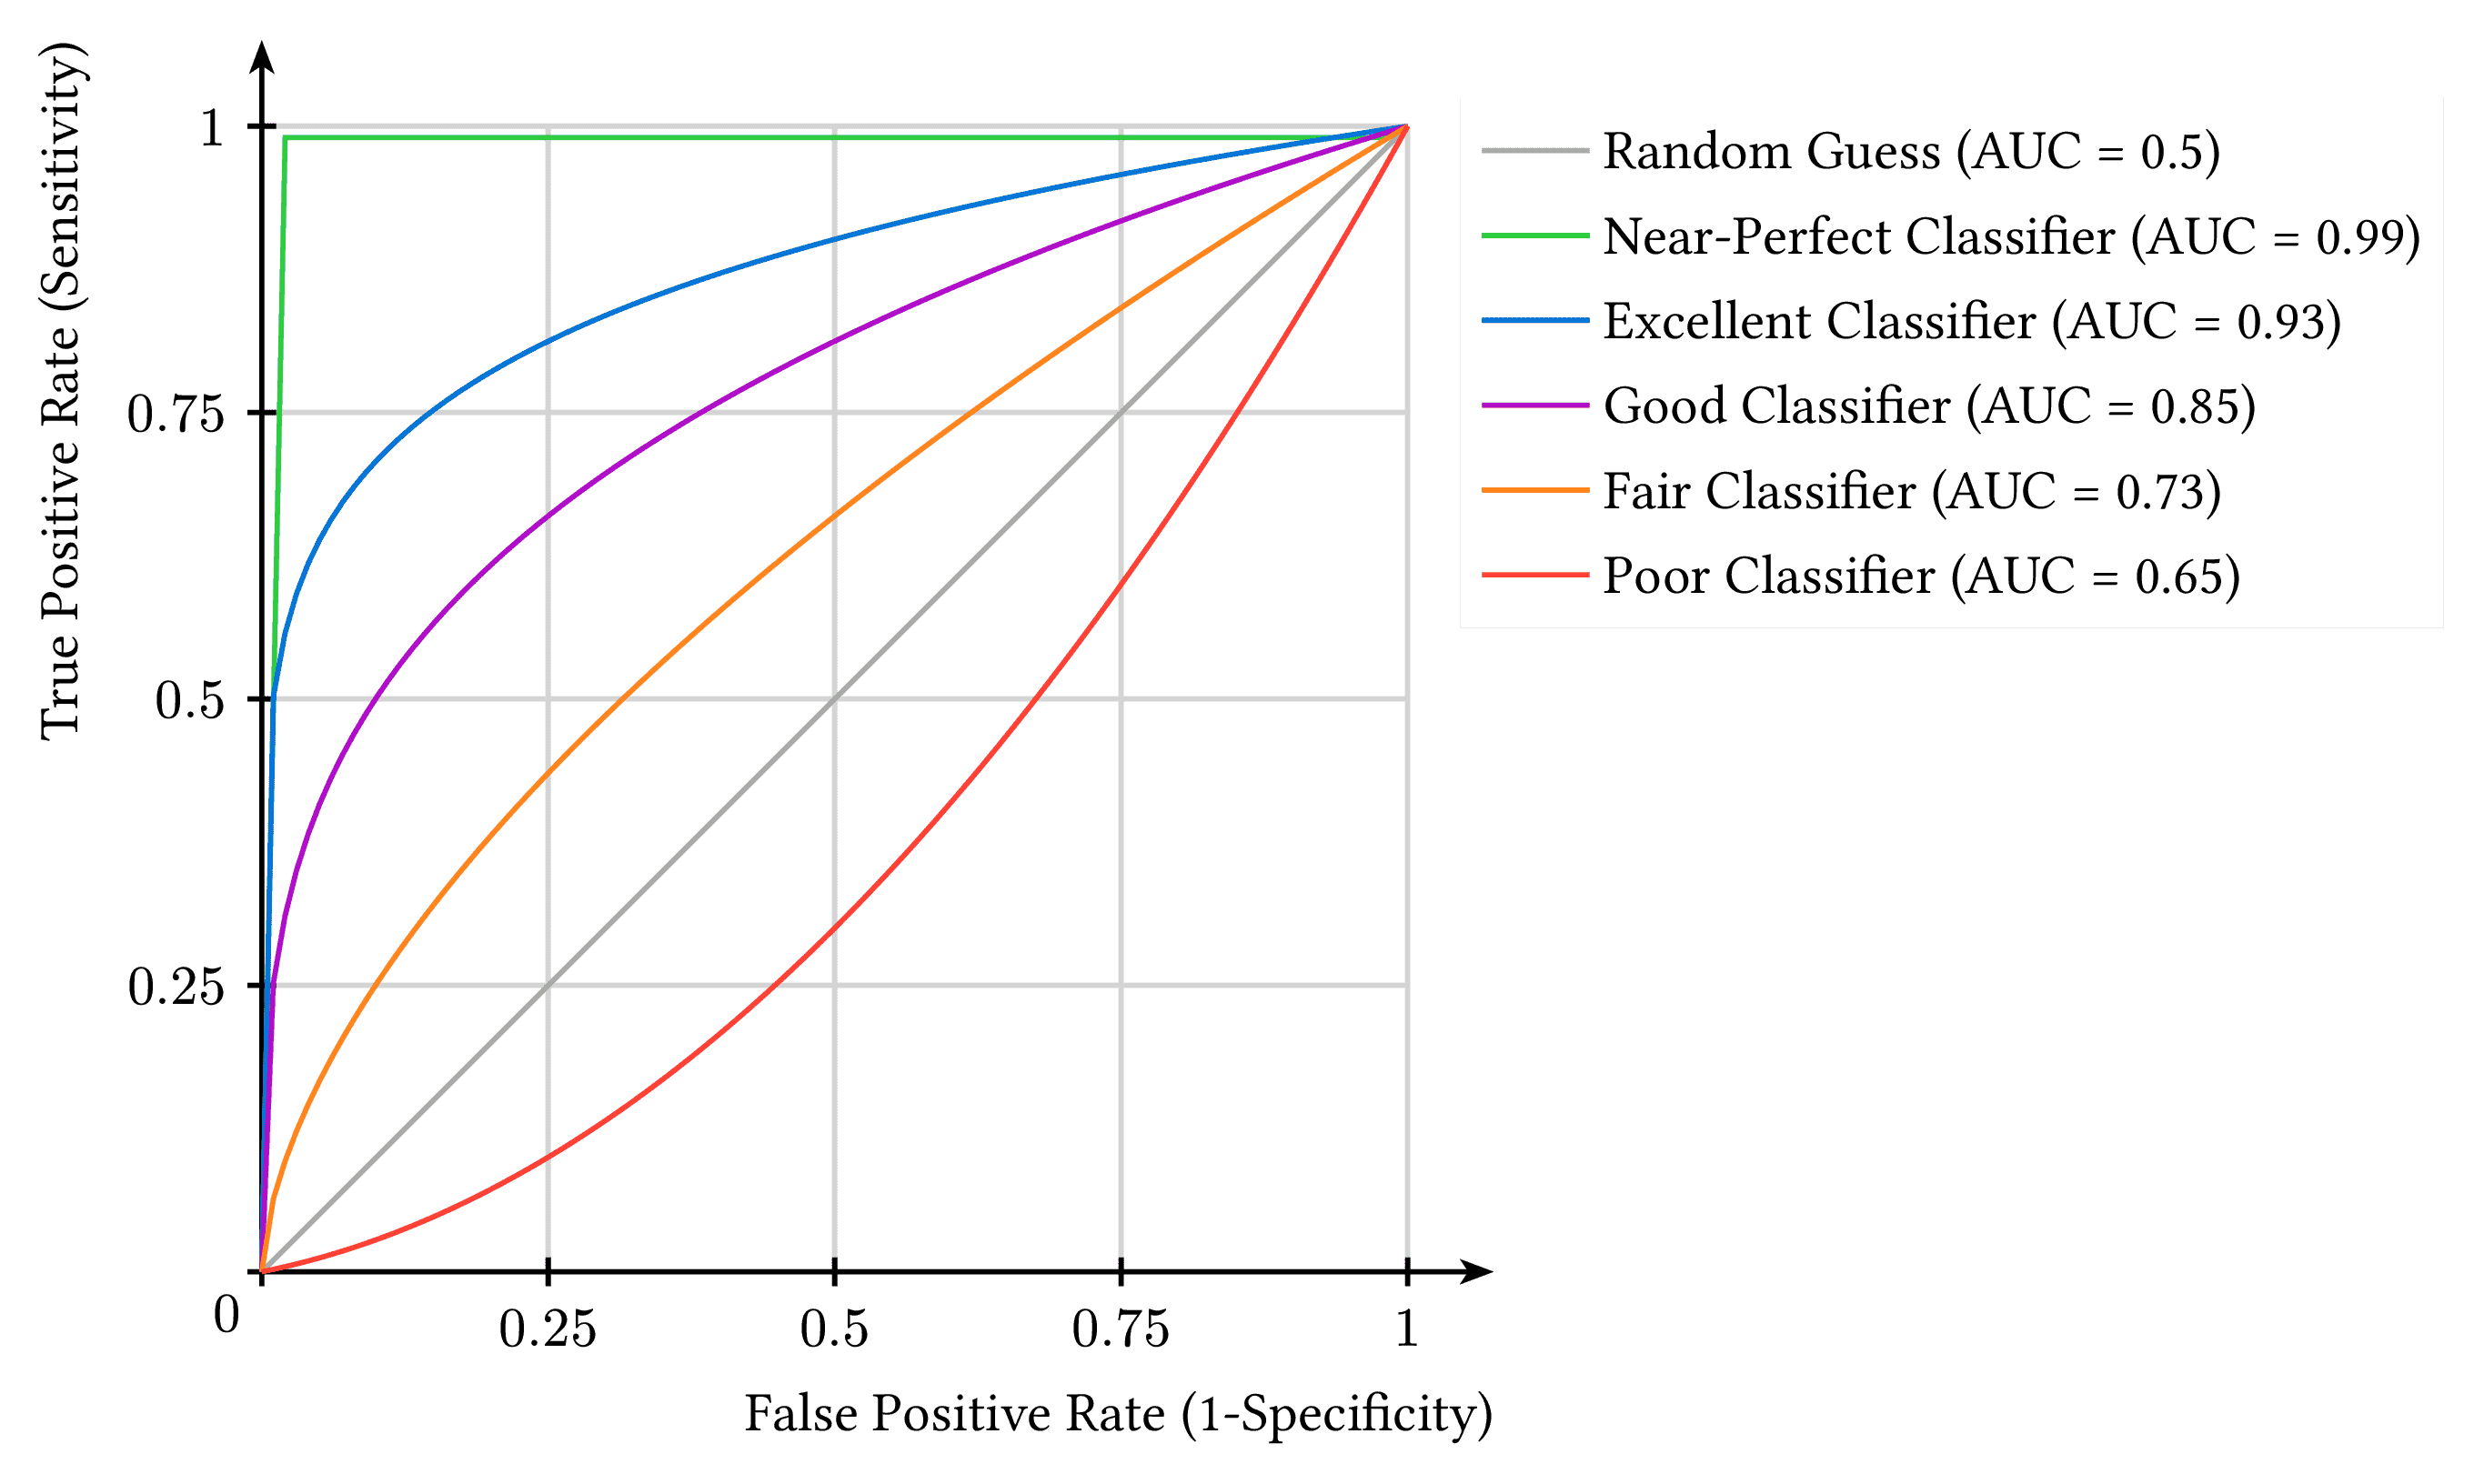 True Positive Rate (Sensitivity)
1
0.75
0.5
0.25
0
0.25
0.5
0.75
1
False Positive Rate (1-Specificity)
Random Guess (AUC = 0.5)
Near-Perfect Classifier (AUC = 0.99)
Excellent Classifier (AUC = 0.93)
Good Classifier (AUC = 0.85)
Fair Classifier (AUC = 0.73)
Poor Classifier (AUC = 0.65)